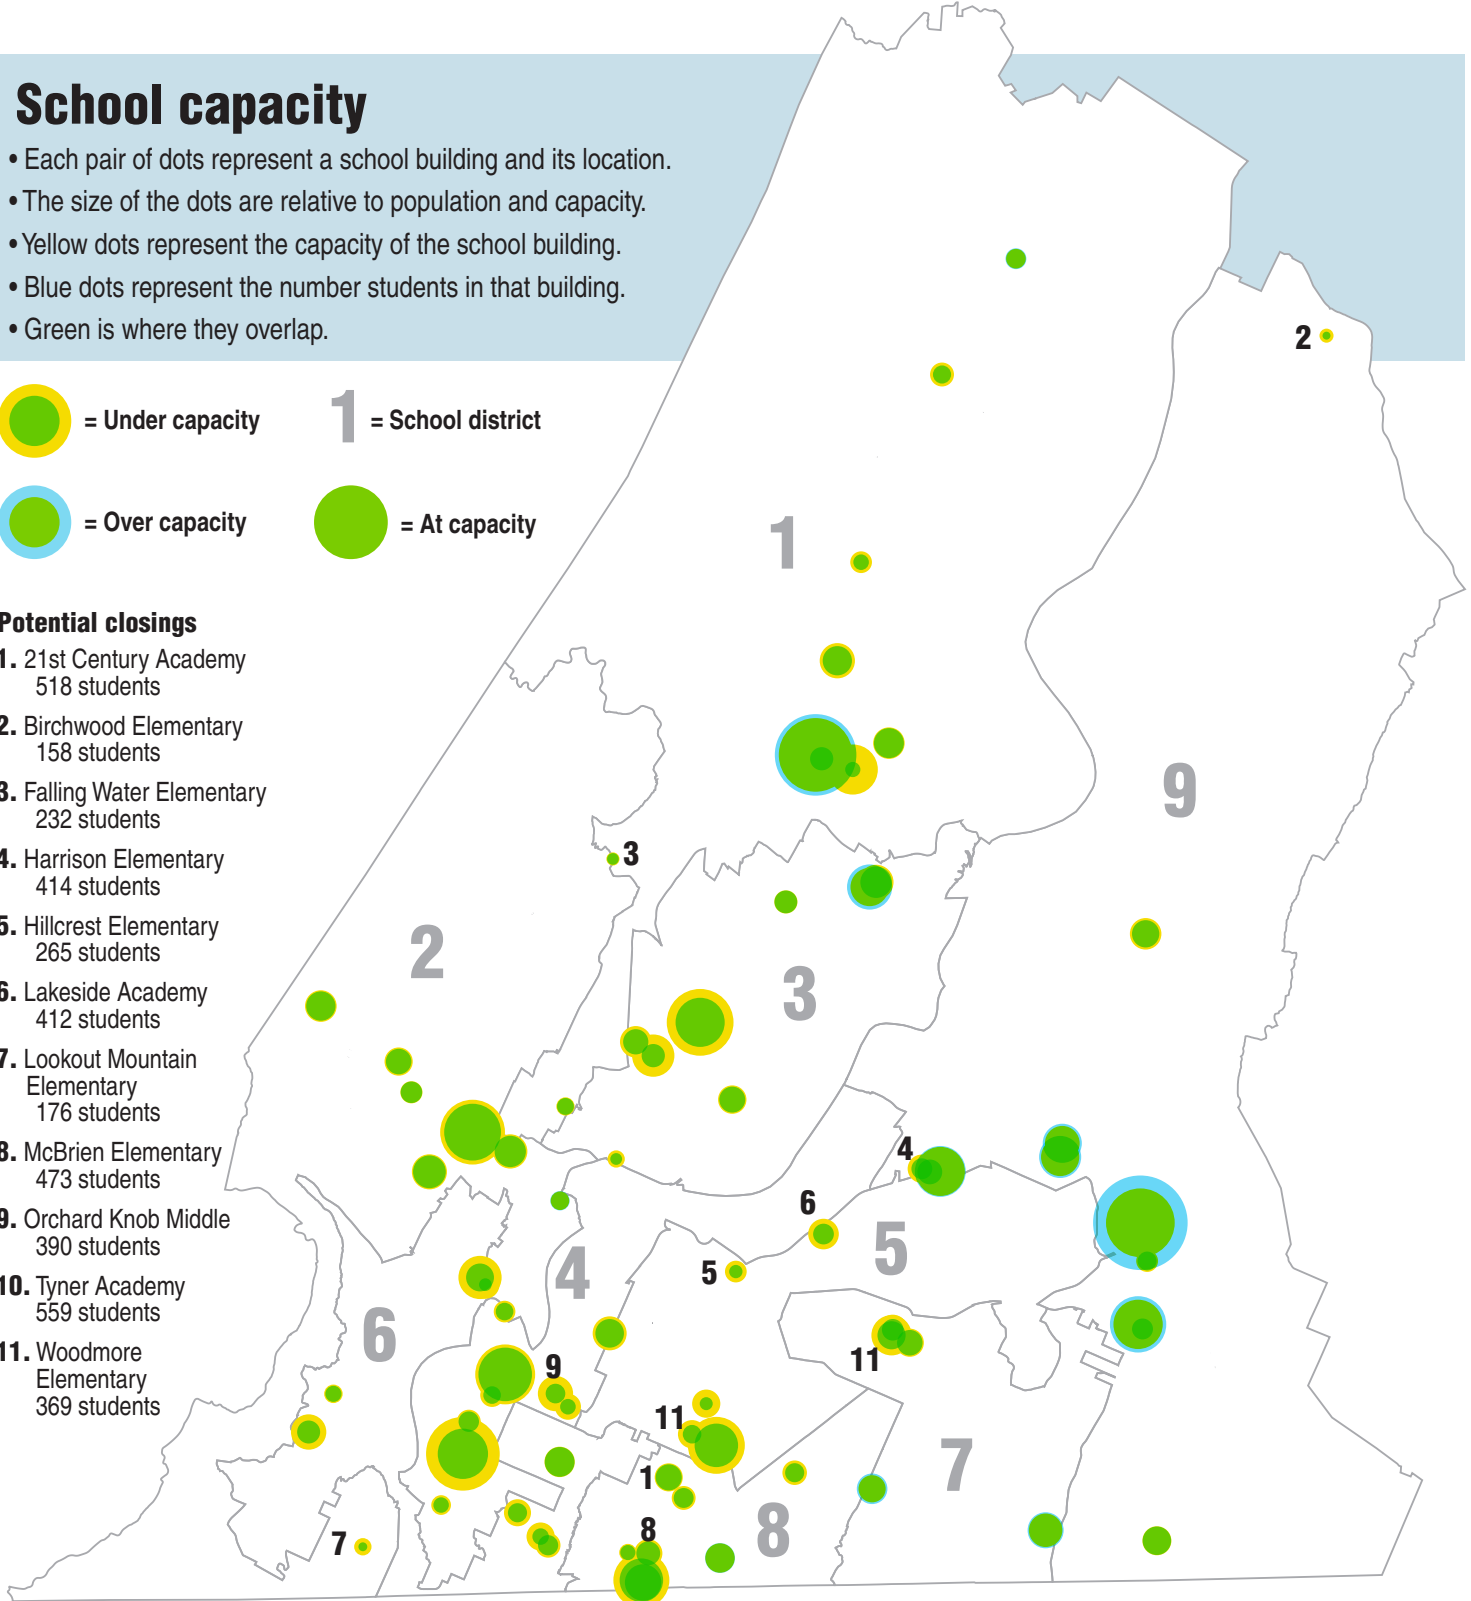 School capacity
• Each pair of dots represent a school building and its location.
• The size of the dots are relative to population and capacity.
• Yellow dots represent the capacity of the school building.
• Blue dots represent the number students in that building.
• Green is where they overlap.
= Under capacity
1 = School district
= Over capacity
= At capacity
Potential closings
1. 21st Century Academy
518 students
2. Birchwood Elementary
158 students
3. Falling Water Elementary
232 students
4. Harrison Elementary
414 students
5. Hillcrest Elementary
265 students
6. Lakeside Academy
412 students
7. Lookout Mountain
Elementary
176 students
8. McBrien Elementary
473 students
9. Orchard Knob Middle
390 students
10. Tyner Academy
559 students
11. Woodmore
Elementary
369 students
2
1
9
3
2
3
4
6
5
5
4
6
11
9
11
1
7
8
8
7